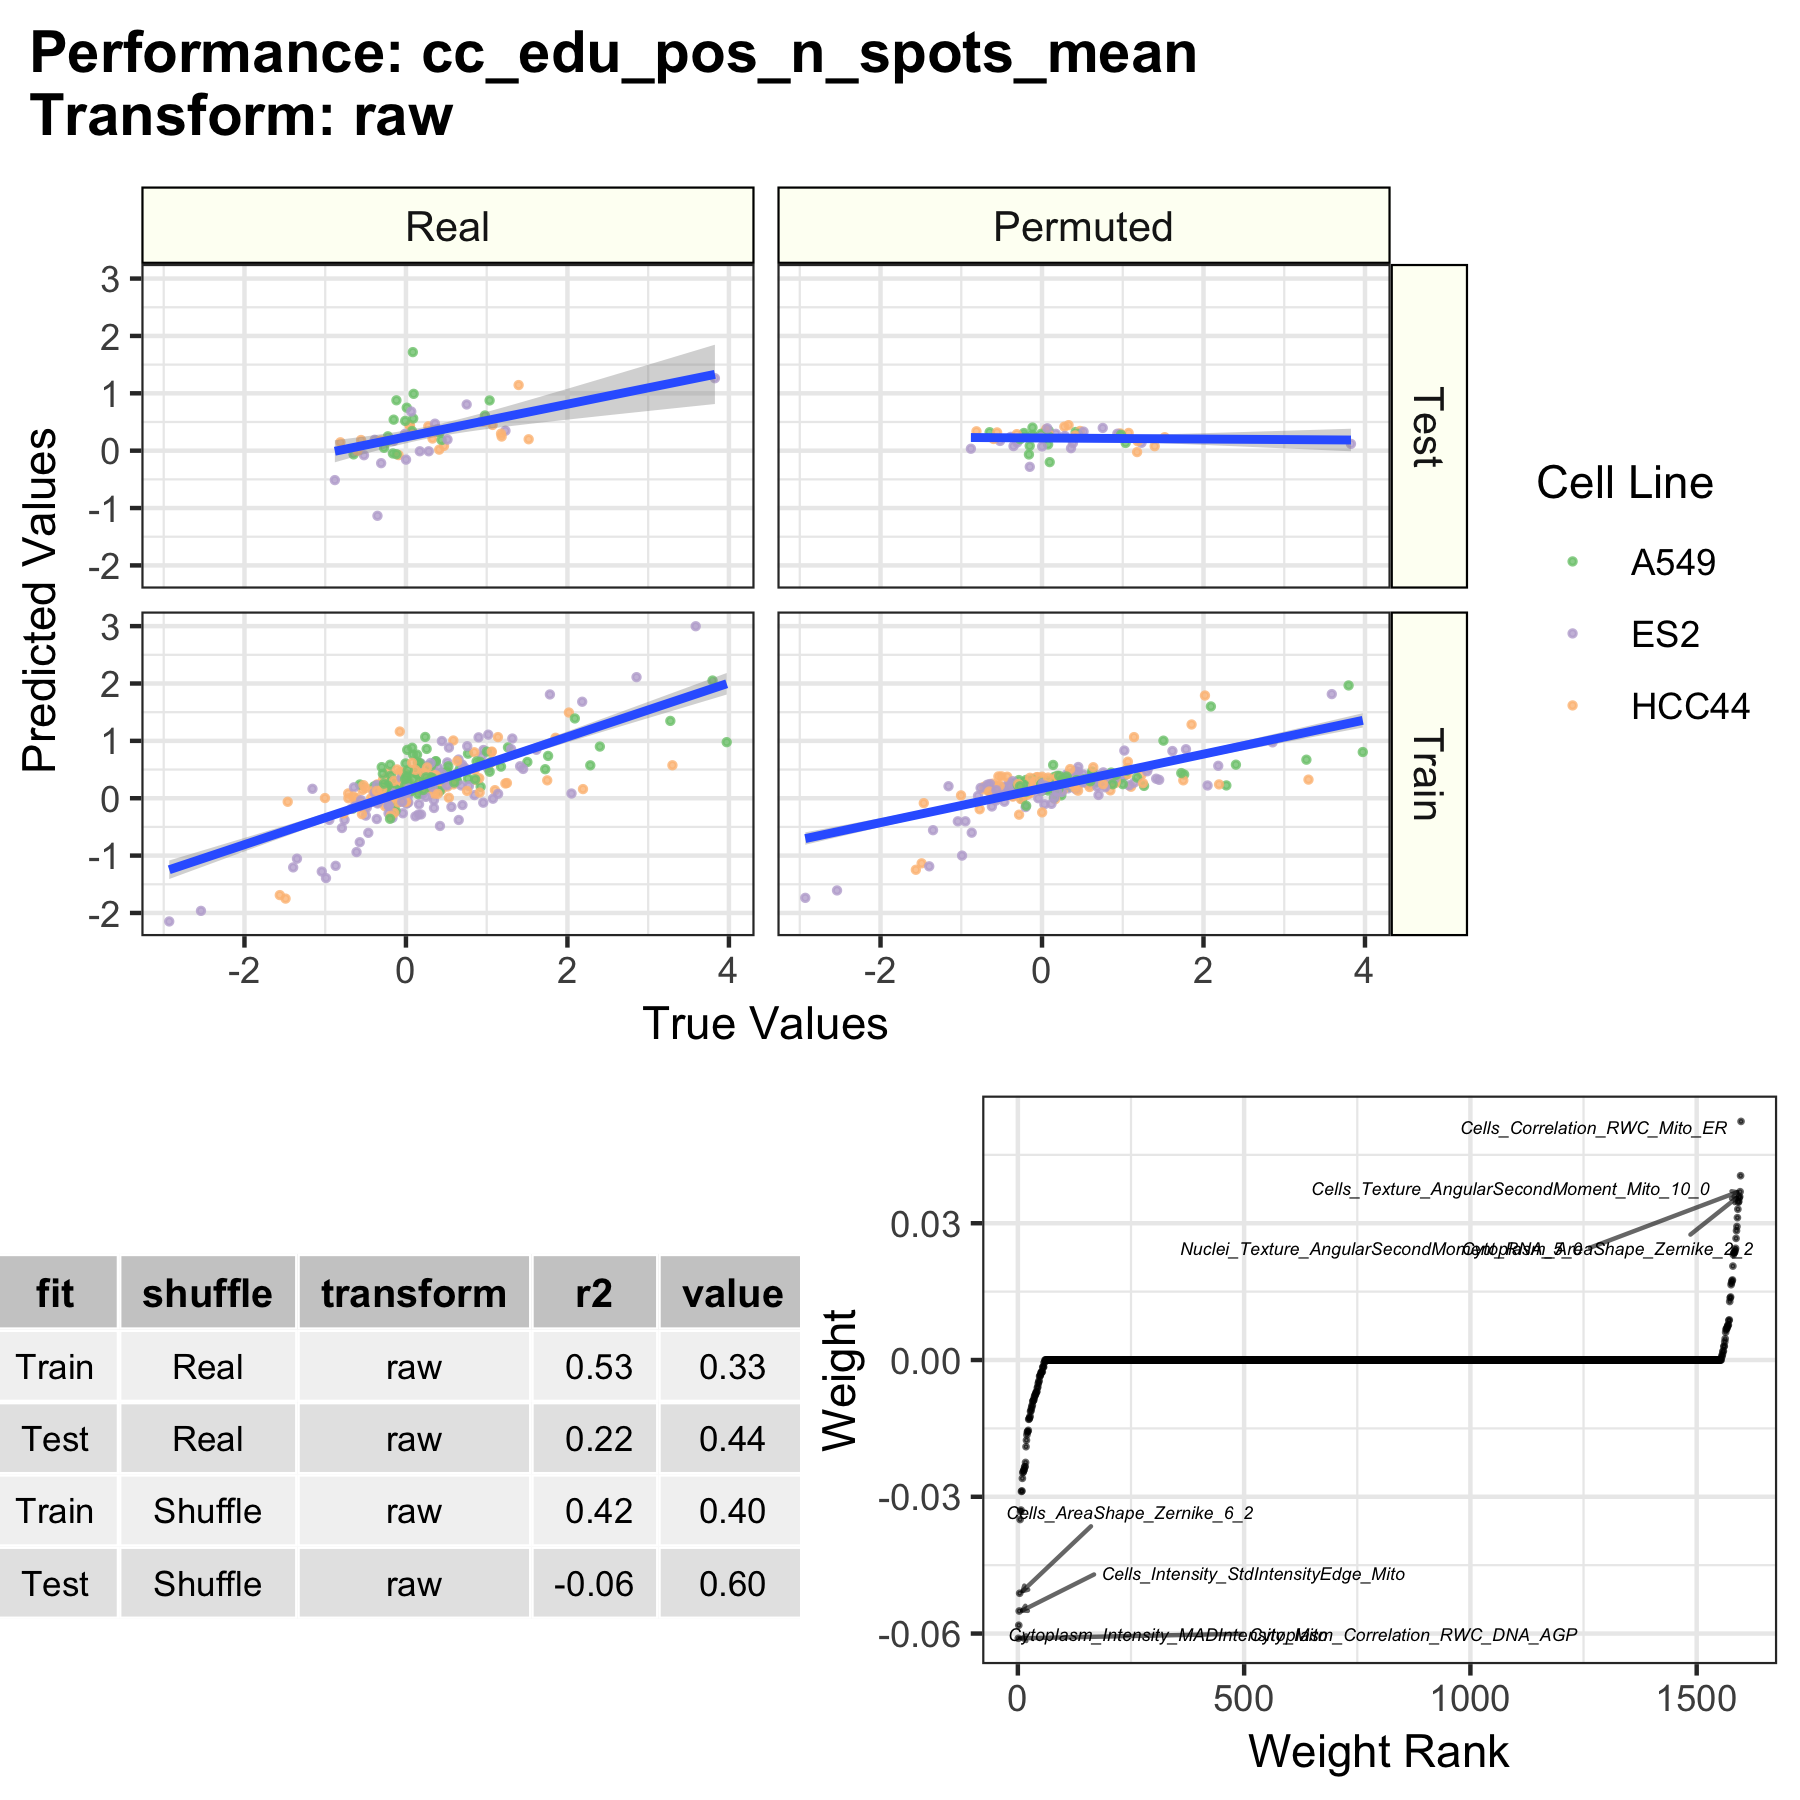 Performance: cc_edu_pos_n_spots_mean
Transform: raw
Real
Permuted
3
2
1
0
-1
-2
Test
3
2
1
0
-1
-2
Train
Predicted Values
-2
0
2
4
-2
0
2
4
True Values
Cell Line
A549
ES2
HCC44
fit shuffle transform r2 value
Train Real raw 0.53 0.33
Test Real raw 0.22 0.44
Train Shuffle raw 0.42 0.40
Test Shuffle raw -0.06 0.60
Weight
0.03
0.00
-0.03
-0.06
Cells_Correlation_RWC_Mito_ER
Cells_Texture_AngularSecondMoment_Mito_10_0
Nuclei_Texture_AngularSecondMoment_RNA_5_0
Cytoplasm_AreaShape_Zernike_2_2
Cells_AreaShape_Zernike_6_2
Cells_Intensity_StdIntensityEdge_Mito
Cytoplasm_Intensity_MADIntensity_Mito
Cytoplasm_Correlation_RWC_DNA_AGP
0
500
1000
1500
Weight Rank